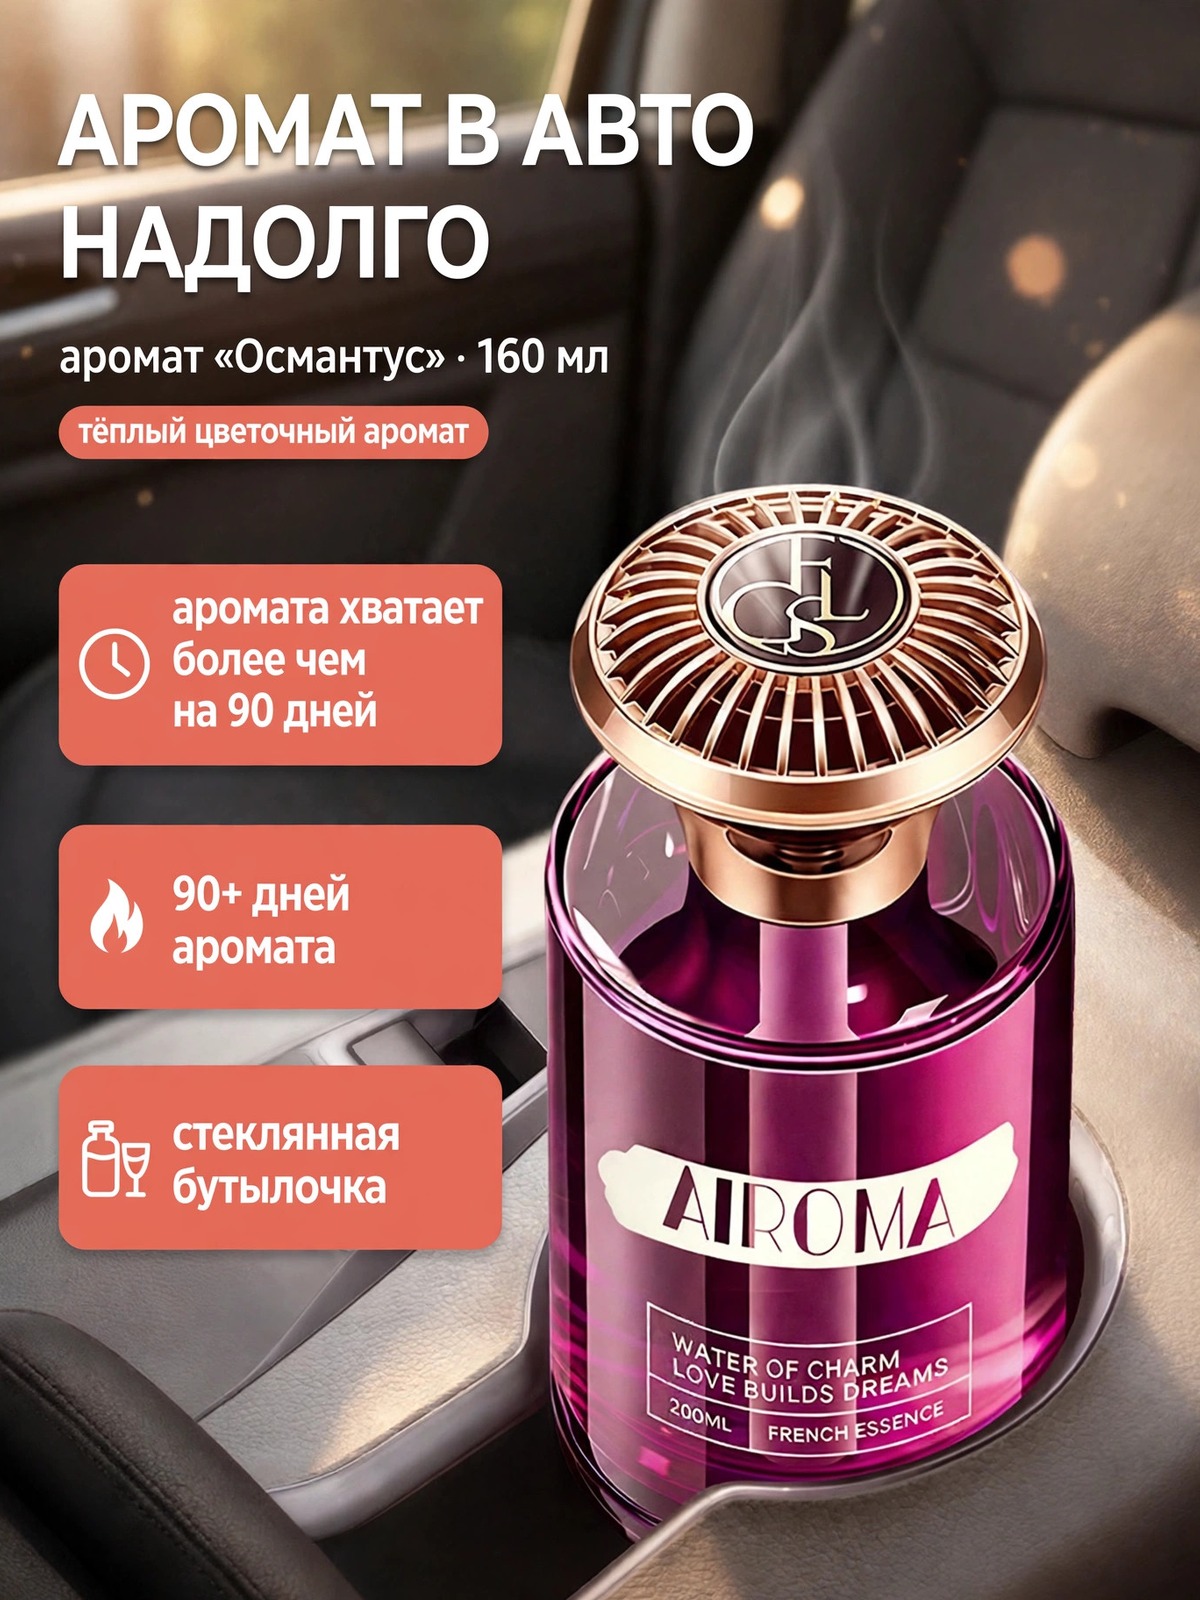 АРОМАТ В АВТО
НАДОЛГО
аромат «Османтус» · 160 мл
тёплый цветочный аромат
аромата хватает
более чем
на 90 дней
90+ дней
аромата
стеклянная
бутылочка
AIROMA
WATER OF CHARM
LOVE BUILDS DREAMS
200ML
FRENCH ESSENCE